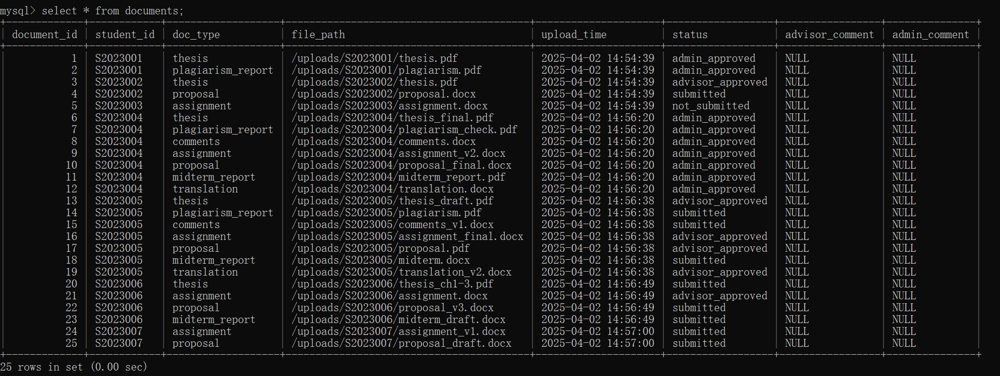 mysql> select * from documents;
+-------------+------------+--------------------+-----------------------------------------+---------------------+--------------------+-----------------+---------------+
| document_id | student_id | doc_type | file_path | upload_time | status | advisor_comment | admin_comment |
+-------------+------------+--------------------+-----------------------------------------+---------------------+--------------------+-----------------+---------------+
| 1 | S2023001 | thesis | /uploads/S2023001/thesis.pdf | 2025-04-02 14:54:39 | admin_approved | NULL | NULL |
| 2 | S2023001 | plagiarism_report | /uploads/S2023001/plagiarism.pdf | 2025-04-02 14:54:39 | admin_approved | NULL | NULL |
| 3 | S2023002 | thesis | /uploads/S2023002/thesis.pdf | 2025-04-02 14:54:39 | advisor_approved | NULL | NULL |
| 4 | S2023002 | proposal | /uploads/S2023002/proposal.docx | 2025-04-02 14:54:39 | submitted | NULL | NULL |
| 5 | S2023003 | assignment | /uploads/S2023003/assignment.docx | 2025-04-02 14:54:39 | not_submitted | NULL | NULL |
| 6 | S2023004 | thesis | /uploads/S2023004/thesis_final.pdf | 2025-04-02 14:56:20 | admin_approved | NULL | NULL |
| 7 | S2023004 | plagiarism_report | /uploads/S2023004/plagiarism_check.pdf | 2025-04-02 14:56:20 | admin_approved | NULL | NULL |
| 8 | S2023004 | comments | /uploads/S2023004/comments.docx | 2025-04-02 14:56:20 | admin_approved | NULL | NULL |
| 9 | S2023004 | assignment | /uploads/S2023004/assignment_v2.docx | 2025-04-02 14:56:20 | admin_approved | NULL | NULL |
| 10 | S2023004 | proposal | /uploads/S2023004/proposal_final.docx | 2025-04-02 14:56:20 | admin_approved | NULL | NULL |
| 11 | S2023004 | midterm_report | /uploads/S2023004/midterm_report.pdf | 2025-04-02 14:56:20 | admin_approved | NULL | NULL |
| 12 | S2023004 | translation | /uploads/S2023004/translation.docx | 2025-04-02 14:56:20 | admin_approved | NULL | NULL |
| 13 | S2023005 | thesis | /uploads/S2023005/thesis_draft.pdf | 2025-04-02 14:56:38 | advisor_approved | NULL | NULL |
| 14 | S2023005 | plagiarism_report | /uploads/S2023005/plagiarism.pdf | 2025-04-02 14:56:38 | submitted | NULL | NULL |
| 15 | S2023005 | comments | /uploads/S2023005/comments_v1.docx | 2025-04-02 14:56:38 | submitted | NULL | NULL |
| 16 | S2023005 | assignment | /uploads/S2023005/assignment_final.docx | 2025-04-02 14:56:38 | advisor_approved | NULL | NULL |
| 17 | S2023005 | proposal | /uploads/S2023005/proposal.pdf | 2025-04-02 14:56:38 | advisor_approved | NULL | NULL |
| 18 | S2023005 | midterm_report | /uploads/S2023005/midterm.docx | 2025-04-02 14:56:38 | submitted | NULL | NULL |
| 19 | S2023005 | translation | /uploads/S2023005/translation_v2.docx | 2025-04-02 14:56:38 | advisor_approved | NULL | NULL |
| 20 | S2023006 | thesis | /uploads/S2023006/thesis_ch1-3.pdf | 2025-04-02 14:56:49 | submitted | NULL | NULL |
| 21 | S2023006 | assignment | /uploads/S2023006/assignment.docx | 2025-04-02 14:56:49 | advisor_approved | NULL | NULL |
| 22 | S2023006 | proposal | /uploads/S2023006/proposal_v3.docx | 2025-04-02 14:56:49 | submitted | NULL | NULL |
| 23 | S2023006 | midterm_report | /uploads/S2023006/midterm_draft.docx | 2025-04-02 14:56:49 | submitted | NULL | NULL |
| 24 | S2023007 | assignment | /uploads/S2023007/assignment_v1.docx | 2025-04-02 14:57:00 | submitted | NULL | NULL |
| 25 | S2023007 | proposal | /uploads/S2023007/proposal_draft.docx | 2025-04-02 14:57:00 | submitted | NULL | NULL |
+-------------+------------+--------------------+-----------------------------------------+---------------------+--------------------+-----------------+---------------+
25 rows in set (0.00 sec)